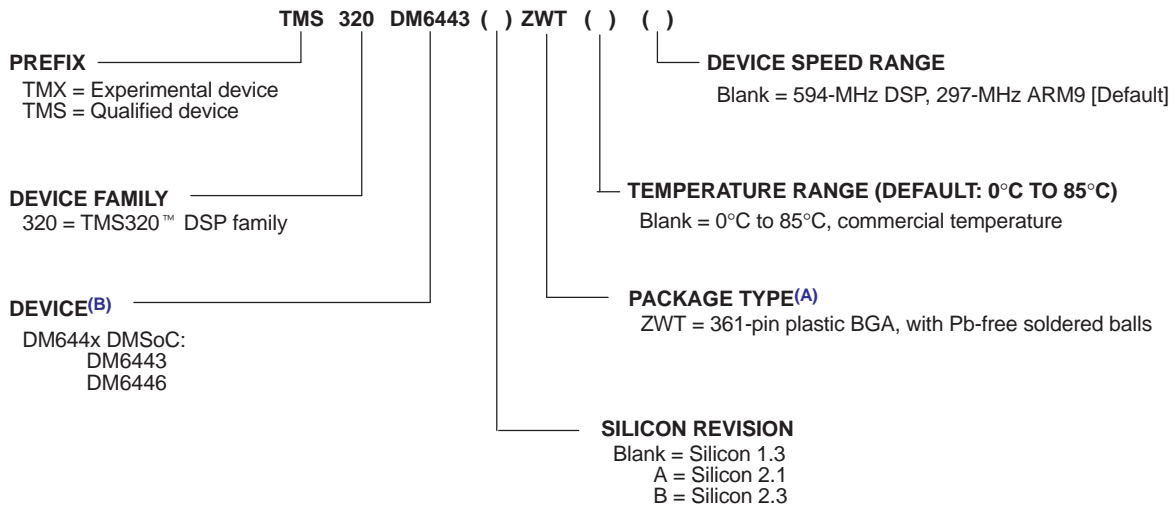 TMS 320 DM6443 ( ) ZWT ( ) ( )
PREFIX
TMX = Experimental device
TMS = Qualified device
DEVICE SPEED RANGE
Blank = 594-MHz DSP, 297-MHz ARM9 [Default]
DEVICE FAMILY
320 = TMS320™ DSP family
TEMPERATURE RANGE (DEFAULT: 0°C TO 85°C)
Blank = 0°C to 85°C, commercial temperature
DEVICE(B)
DM644x DMSoC:
DM6443
DM6446
PACKAGE TYPE(A)
ZWT = 361-pin plastic BGA, with Pb-free soldered balls
SILICON REVISION
Blank = Silicon 1.3
A = Silicon 2.1
B = Silicon 2.3